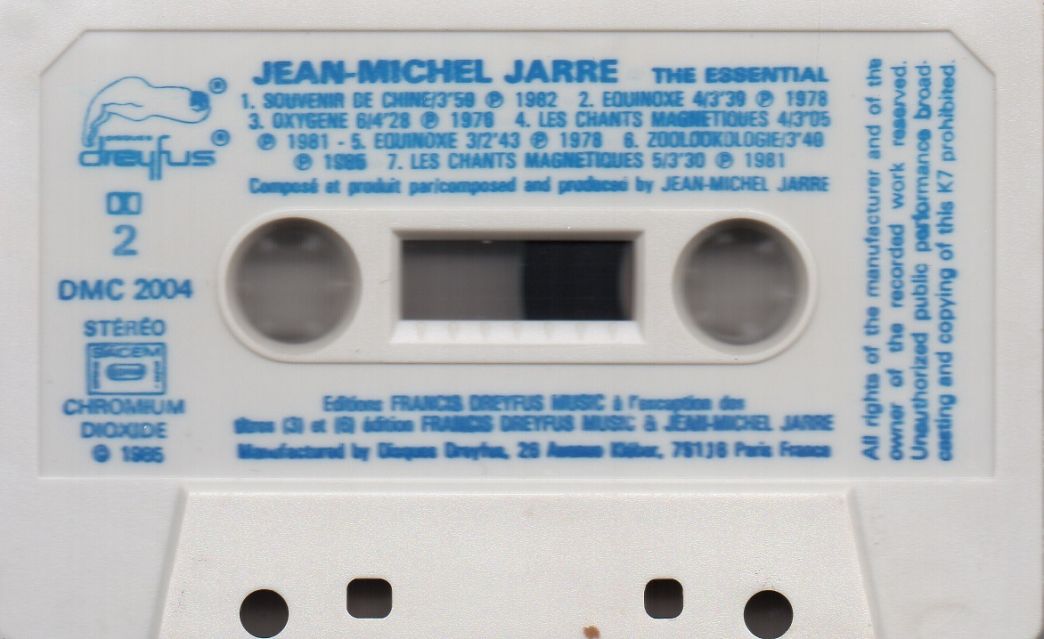 JEAN-MICHEL JARRE THE ESSENTIAL
1. SOUVENIR DE CHINE/3'59 ℗ 1982 2. EQUINOXE 4/3'39 ℗ 1978
3. OXYGENE 6/4'28 ℗ 1976 4. LES CHANTS MAGNETIQUES 4/3'05
℗ 1981 - 5. EQUINOXE 3/2'43 ℗ 1978 6. ZOOLOOKOLOGIE/3'40
℗ 1985 7. LES CHANTS MAGNETIQUES 5/3'30 ℗ 1981
Composé et produit par/composed and produced by JEAN-MICHEL JARRE
®
dreyfus ®
2
DMC 2004
STÉRÉO
SACEM
CHROMIUM
DIOXIDE
℗ 1985
Editions FRANCIS DREYFUS MUSIC à l'exception des
titres (3) et (6) édition FRANCIS DREYFUS MUSIC & JEAN-MICHEL JARRE
Manufactured by Disques Dreyfus, 26 Avenue Kléber, Paris France
All rights of the manufacturer and of the
owner of the recorded work reserved.
Unauthorized public performance broad-
casting and copying of this K7 prohibited.